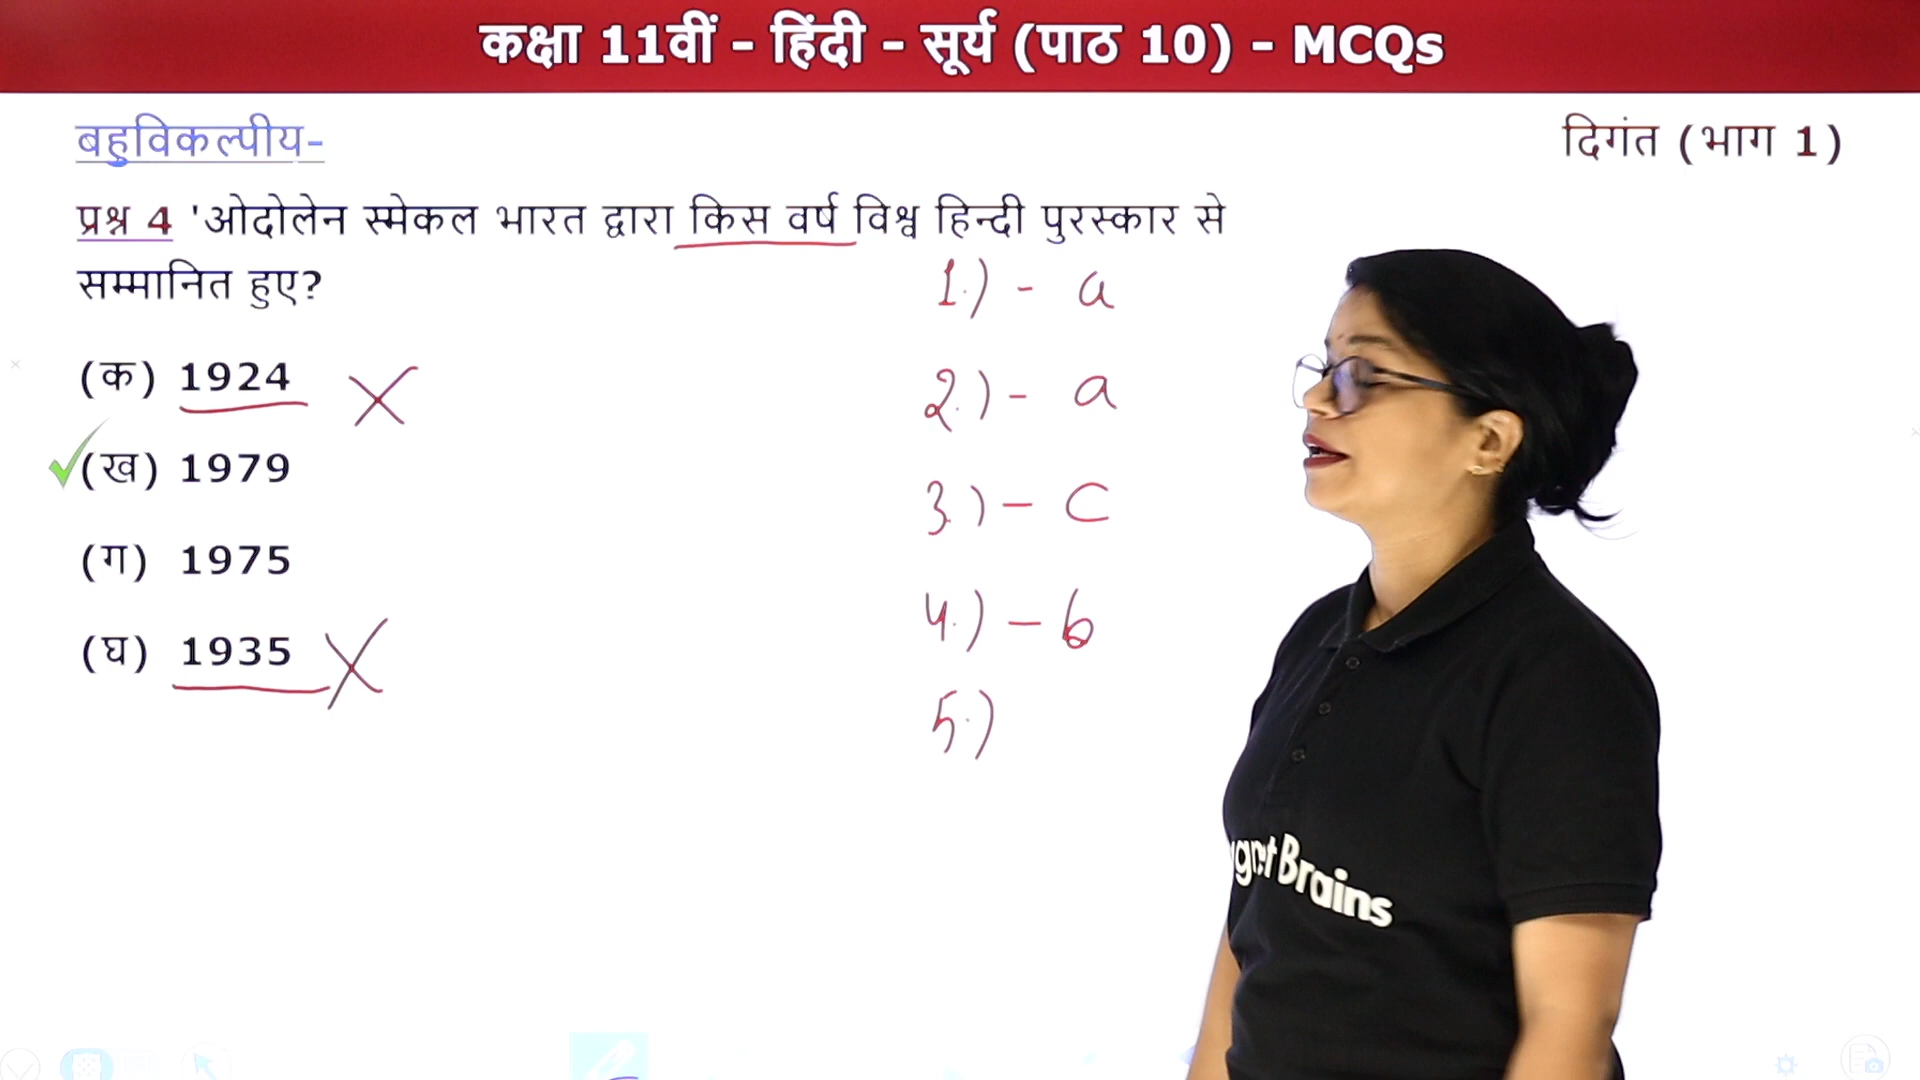 कक्षा 11वीं - हिंदी - सूर्य (पाठ 10) - MCQs
बहुविकल्पीय-
दिगंत (भाग 1)
प्रश्न 4 'ओदोलेन स्मेकल भारत द्वारा किस वर्ष विश्व हिन्दी पुरस्कार से
सम्मानित हुए?
(क) 1924
(ख) 1979
(ग) 1975
(घ) 1935
1.) - a
2.) - a
3.) - c
4.) - b
5.)
Brains